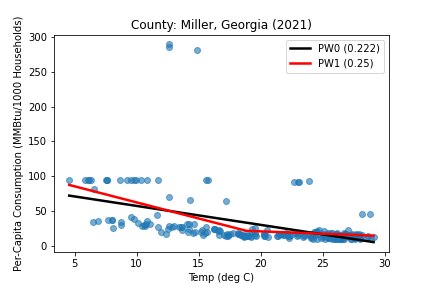 County: Miller, Georgia (2021)
Per-Capita Consumption (MMBtu/1000 Households)
300
250
200
150
100
50
0
PW0 (0.222)
PW1 (0.25)
5
10
15
20
25
30
Temp (deg C)